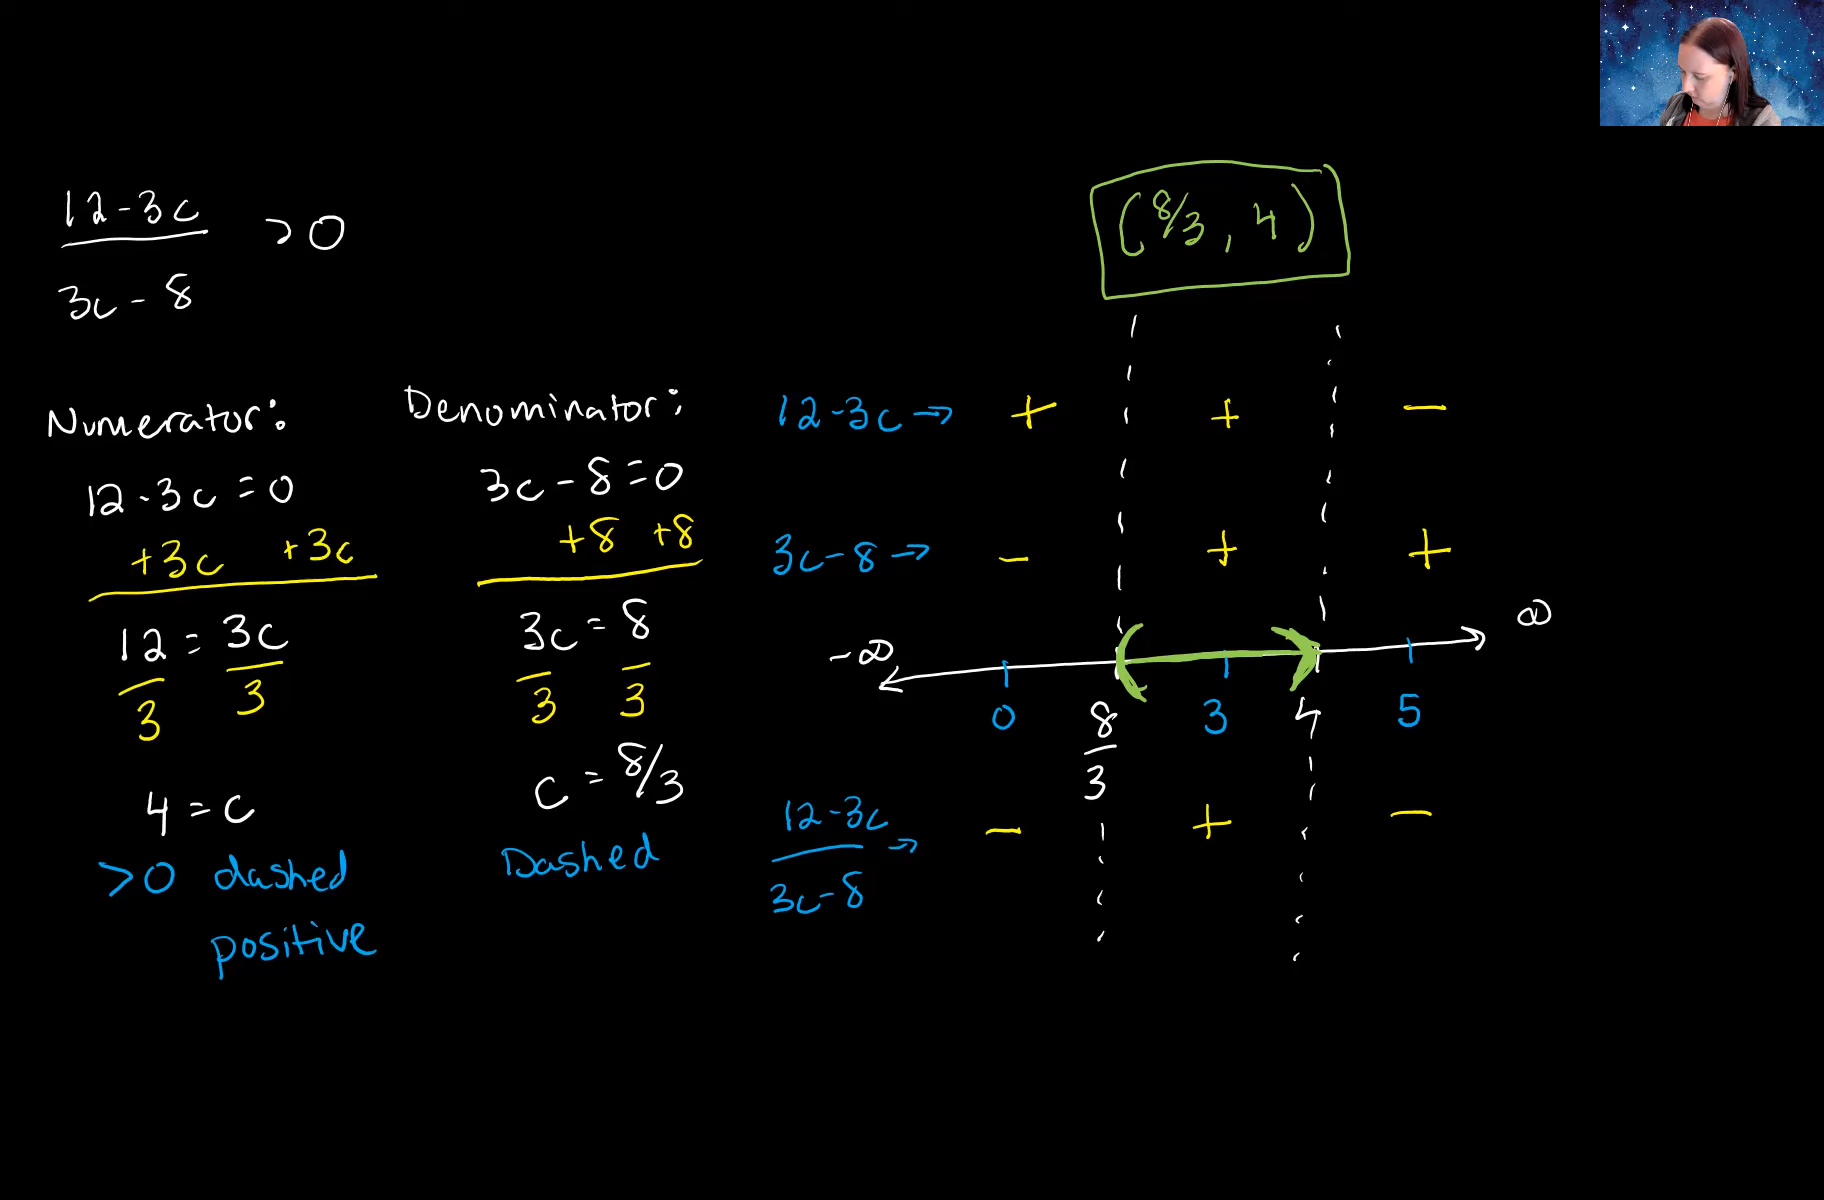 12-3c
3c-8
>0
Numerator:
12-3c=0
+3c +3c
12 = 3c
3 3
4 = c
>0 dashed
positive
Denominator:
3c-8=0
+8 +8
3c = 8
3 3
c = 8/3
Dashed
(8/3, 4)
12-3c → + + -
3c-8 → - + +
-∞ ∞
0 8/3 3 4 5
12-3c
3c-8
→ - + -